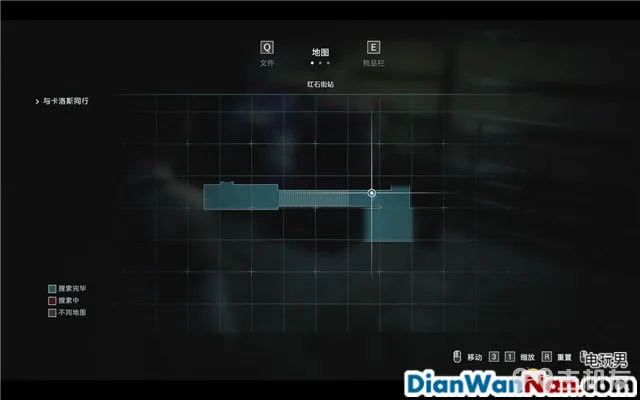 Q
E
文件
地图
物品栏
红石街站
与卡洛斯同行
搜索完毕
搜索中
不同地图
移动
3
1
缩放
R
重置
电玩男
DianWanNan.com